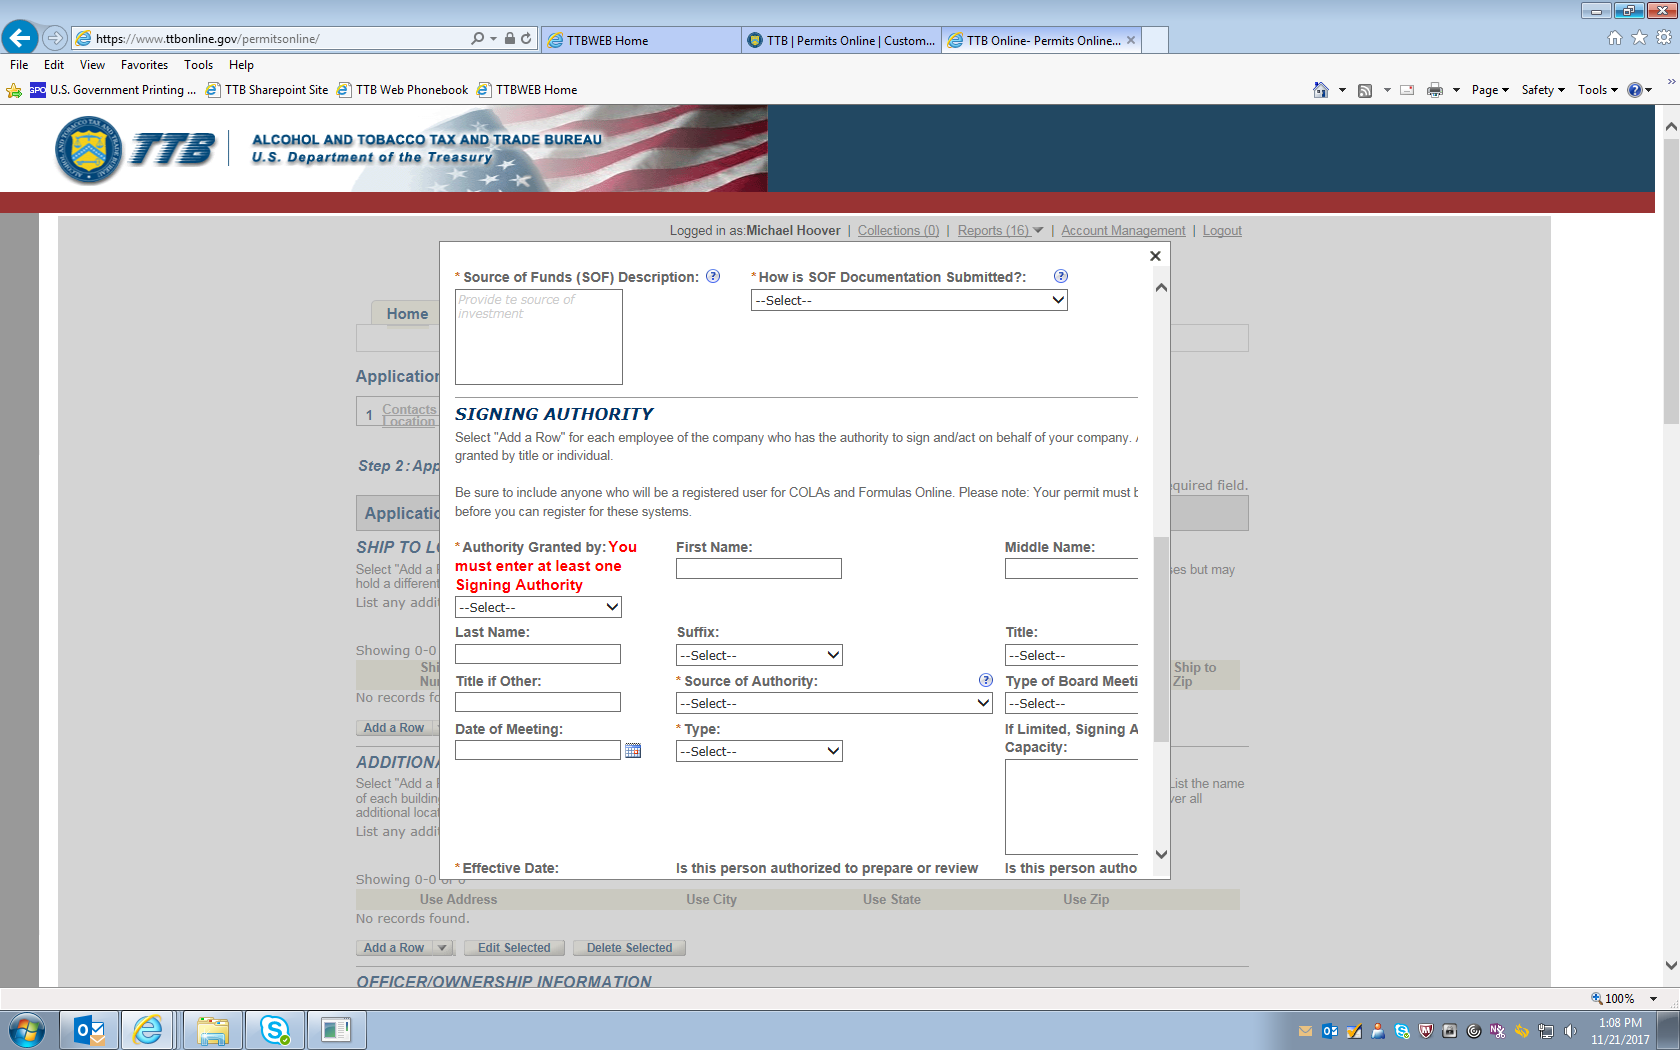 https://www.ttbonline.gov/permitsonline/
TTBWEB Home
TTB | Permits Online | Custom...
TTB Online- Permits Online...
File Edit View Favorites Tools Help
GPO U.S. Government Printing ... TTB Sharepoint Site TTB Web Phonebook TTBWEB Home
Page Safety Tools
TTB
ALCOHOL AND TOBACCO TAX AND TRADE BUREAU
U.S. Department of the Treasury
Logged in as:Michael Hoover | Collections (0) | Reports (16) | Account Management | Logout
* Source of Funds (SOF) Description:
* How is SOF Documentation Submitted?:
Provide te source of
investment
--Select--
Home
Application
1 Contacts
Location
SIGNING AUTHORITY
Select "Add a Row" for each employee of the company who has the authority to sign and/act on behalf of your company.
granted by title or individual.
Step 2: App
Be sure to include anyone who will be a registered user for COLAs and Formulas Online. Please note: Your permit must b
before you can register for these systems.
quired field.
Applicatio
SHIP TO LO
* Authority Granted by: You
must enter at least one
Signing Authority
First Name:
Middle Name:
--Select--
Select "Add a R
ses but may
hold a different
List any addit
Last Name:
Suffix:
Title:
--Select--
--Select--
Showing 0-0
Shi
Nu
Ship to
Zip
No records fo
Title if Other:
* Source of Authority:
Type of Board Meeti
--Select--
--Select--
Add a Row
Date of Meeting:
* Type:
If Limited, Signing A
Capacity:
--Select--
ADDITIONA
Select "Add a R
List the name
of each building
ver all
additional locat
List any addit
* Effective Date:
Is this person authorized to prepare or review
Is this person autho
Showing 0-0 of 0
Use Address Use City Use State Use Zip
No records found.
Add a Row Edit Selected Delete Selected
OFFICER/OWNERSHIP INFORMATION
100%
1:08 PM
11/21/2017